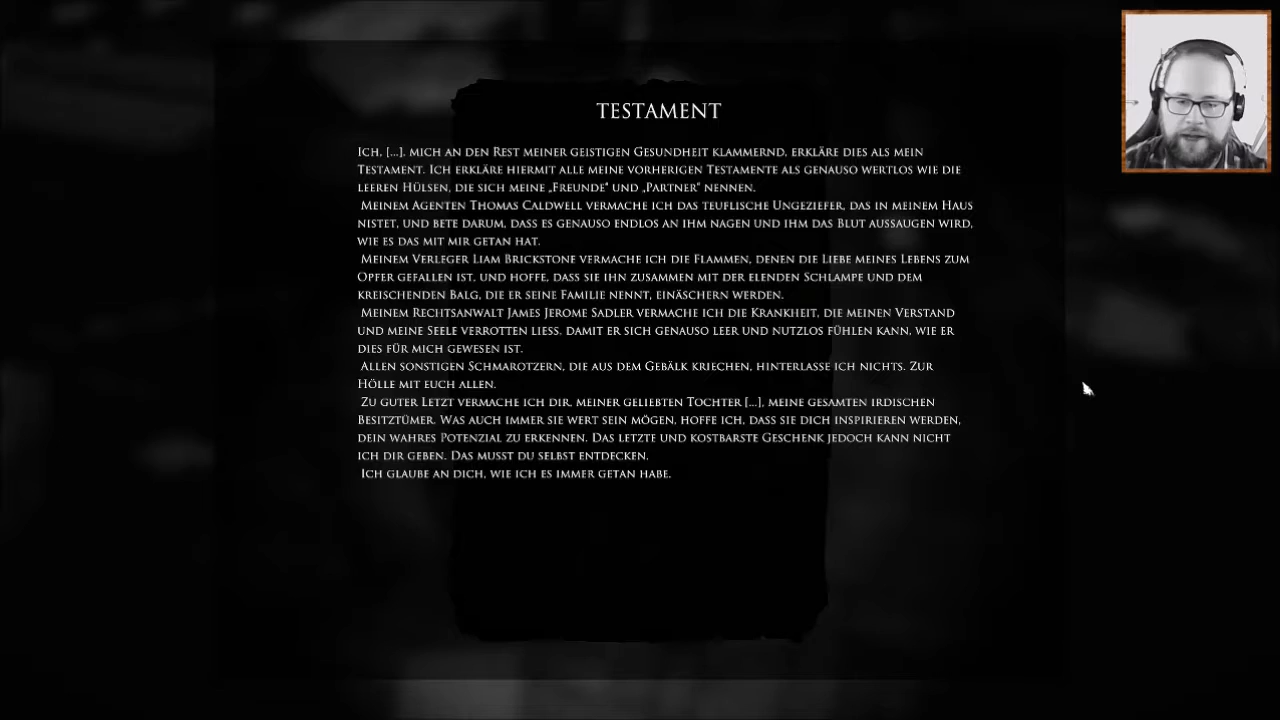 TESTAMENT
ICH, [...], MICH AN DEN REST MEINER GEISTIGEN GESUNDHEIT KLAMMERND, ERKLÄRE DIES ALS MEIN
TESTAMENT. ICH ERKLÄRE HIERMIT ALLE MEINE VORHERIGEN TESTAMENTE ALS GENAUSO WERTLOS WIE DIE
LEEREN HÜLSEN, DIE SICH MEINE „FREUNDE" UND „PARTNER" NENNEN.
MEINEM AGENTEN THOMAS CALDWELL VERMACHE ICH DAS TEUFLISCHE UNGEZIEFER, DAS IN MEINEM HAUS
NISTET, UND BETE DARUM, DASS ES GENAUSO ENDLOS AN IHM NAGEN UND IHM DAS BLUT AUSSAUGEN WIRD,
WIE ES DAS MIT MIR GETAN HAT.
MEINEM VERLEGER LIAM BRICKSTONE VERMACHE ICH DIE FLAMMEN, DENEN DIE LIEBE MEINES LEBENS ZUM
OPFER GEFALLEN IST, UND HOFFE, DASS SIE IHN ZUSAMMEN MIT DER ELENDEN SCHLAMPE UND DEM
KREISCHENDEN BALG, DIE ER SEINE FAMILIE NENNT, EINÄSCHERN WERDEN.
MEINEM RECHTSANWALT JAMES JEROME SADLER VERMACHE ICH DIE KRANKHEIT, DIE MEINEN VERSTAND
UND MEINE SEELE VERROTTEN LIESS. DAMIT ER SICH GENAUSO LEER UND NUTZLOS FÜHLEN KANN, WIE ER
DIES FÜR MICH GEWESEN IST.
ALLEN SONSTIGEN SCHMAROTZERN, DIE AUS DEM GEBÄLK KRIECHEN, HINTERLASSE ICH NICHTS. ZUR
HÖLLE MIT EUCH ALLEN.
ZU GUTER LETZT VERMACHE ICH DIR, MEINER GELIEBTEN TOCHTER [...], MEINE GESAMTEN IRDISCHEN
BESITZTÜMER. WAS AUCH IMMER SIE WERT SEIN MÖGEN, HOFFE ICH, DASS SIE DICH INSPIRIEREN WERDEN,
DEIN WAHRES POTENZIAL ZU ERKENNEN. DAS LETZTE UND KOSTBARSTE GESCHENK JEDOCH KANN NICHT
ICH DIR GEBEN. DAS MUSST DU SELBST ENTDECKEN.
ICH GLAUBE AN DICH, WIE ICH ES IMMER GETAN HABE.